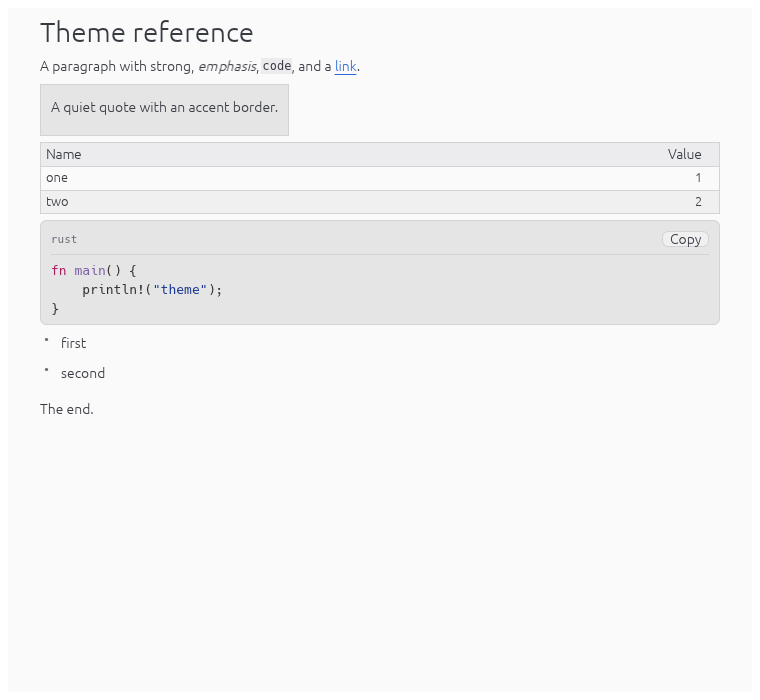 Theme reference
A paragraph with strong, emphasis, code, and a link.
A quiet quote with an accent border.
Name Value
one 1
two 2
rust Copy
fn main() {
    println!("theme");
}
• first
• second
The end.